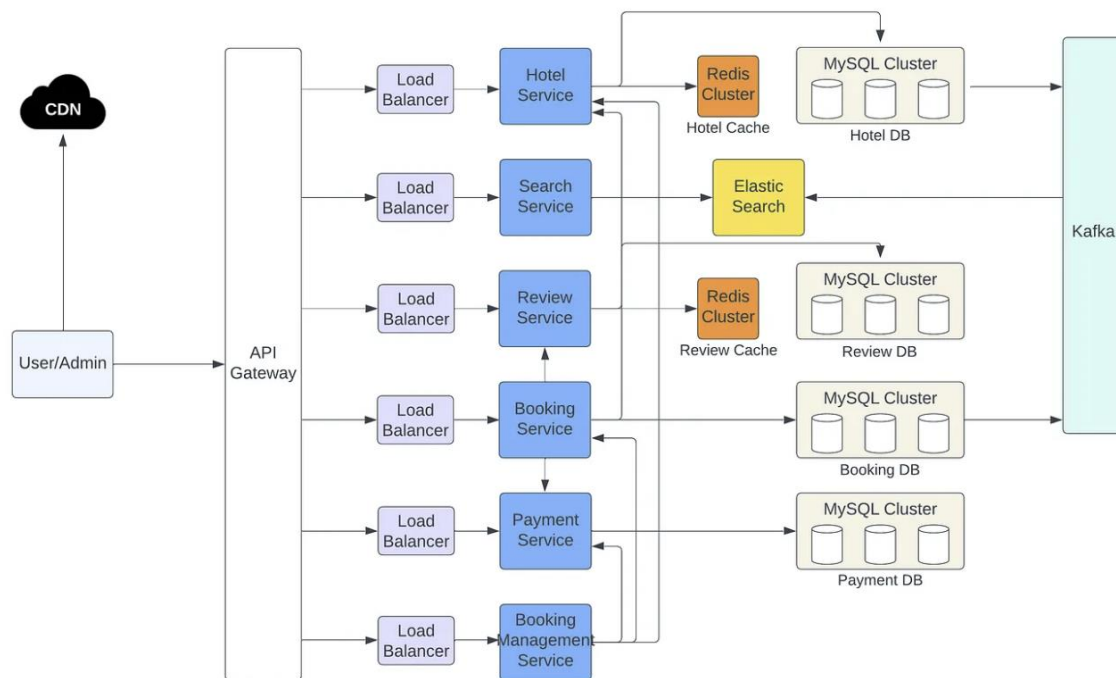 CDN
User/Admin
API
Gateway
Load
Balancer
Hotel
Service
Redis
Cluster
Hotel Cache
MySQL Cluster
Hotel DB
Load
Balancer
Search
Service
Elastic
Search
Kafka
Load
Balancer
Review
Service
Redis
Cluster
Review Cache
MySQL Cluster
Review DB
Load
Balancer
Booking
Service
MySQL Cluster
Booking DB
Load
Balancer
Payment
Service
MySQL Cluster
Payment DB
Load
Balancer
Booking
Management
Service